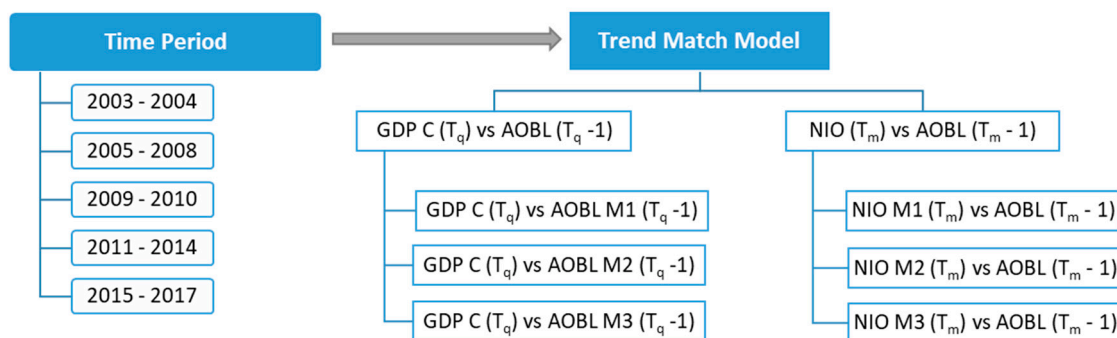 Time Period
Trend Match Model
2003 - 2004
2005 - 2008
2009 - 2010
2011 - 2014
2015 - 2017
GDP C (Tq) vs AOBL (Tq -1)
GDP C (Tq) vs AOBL M1 (Tq -1)
GDP C (Tq) vs AOBL M2 (Tq -1)
GDP C (Tq) vs AOBL M3 (Tq -1)
NIO (Tm) vs AOBL (Tm - 1)
NIO M1 (Tm) vs AOBL (Tm - 1)
NIO M2 (Tm) vs AOBL (Tm - 1)
NIO M3 (Tm) vs AOBL (Tm - 1)